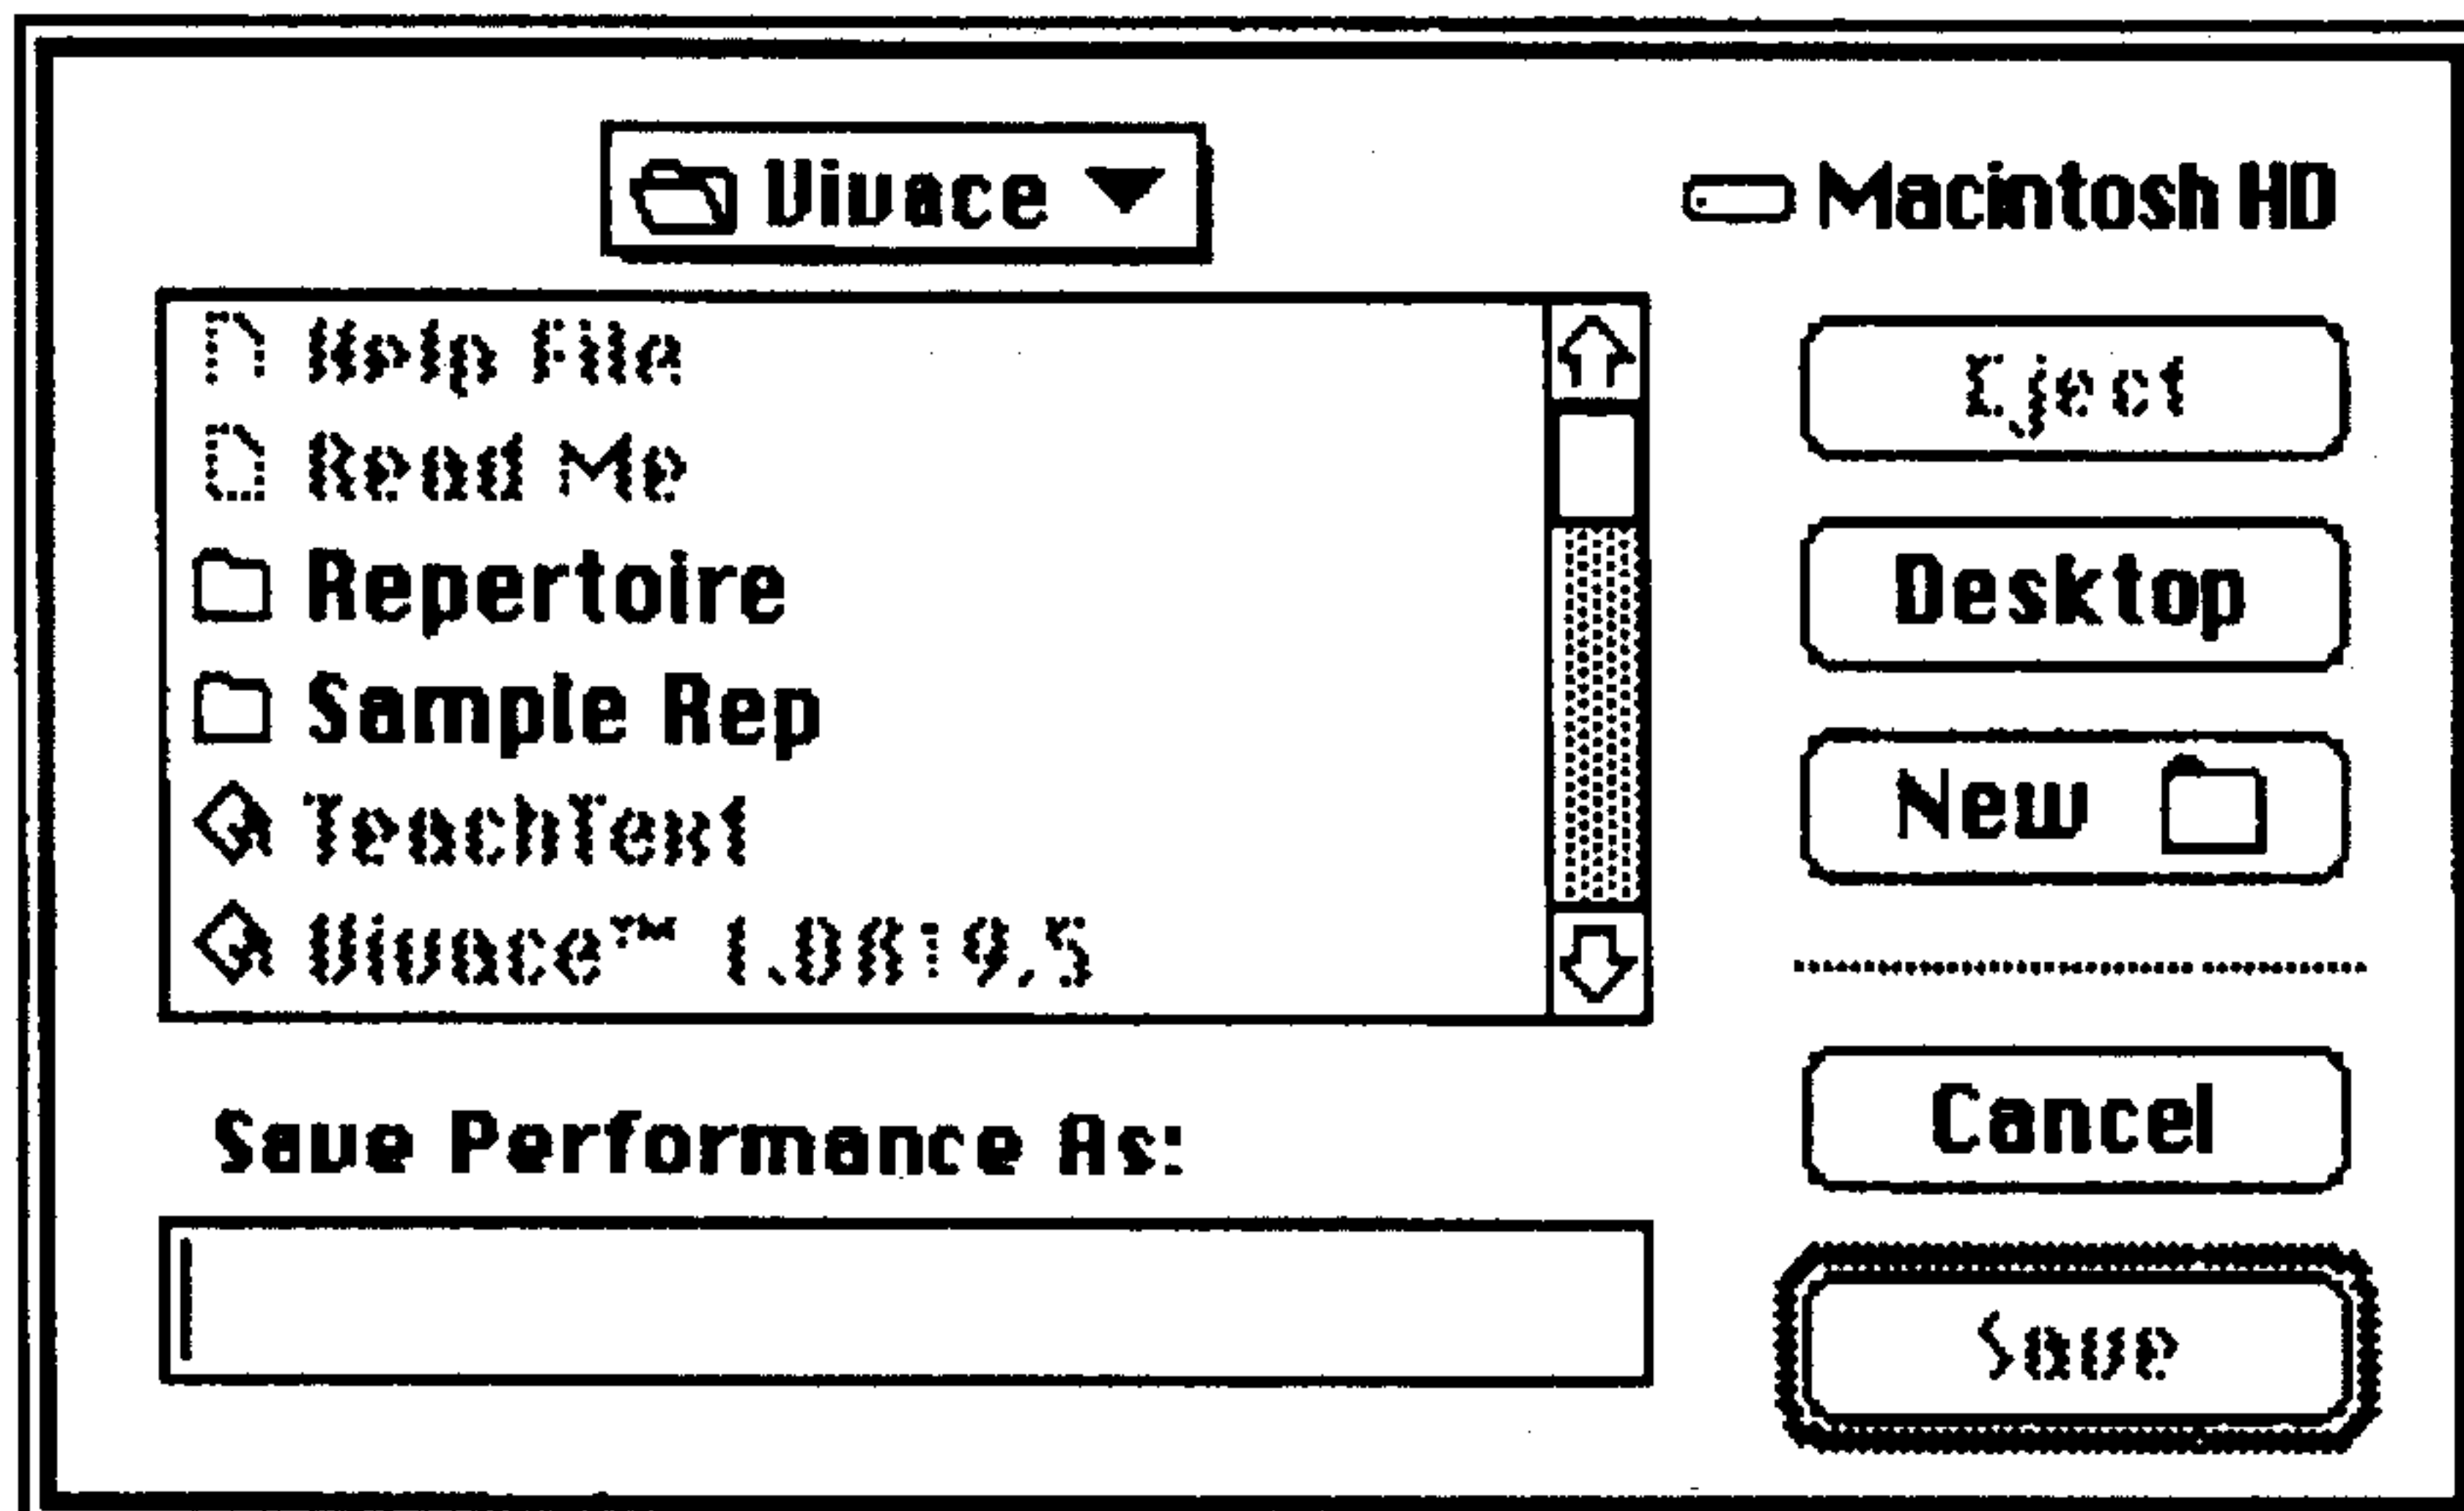 Vivace
Macintosh HD
Help File
Read Me
Repertoire
Sample Rep
TeachText
Vivace™
Eject
Desktop
New
Cancel
Save
Save Performance As: